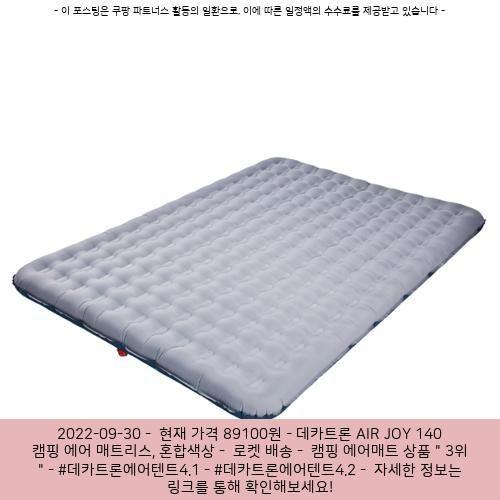 - 이 포스팅은 쿠팡 파트너스 활동의 일환으로, 이에 따른 일정액의 수수료를 제공받고 있습니다 -
2022-09-30 - 현재 가격 89100원 - 데카트론 AIR JOY 140
캠핑 에어 매트리스, 혼합색상 - 로켓 배송 - 캠핑 에어매트 상품 " 3위
" - #데카트론에어텐트4.1 - #데카트론에어텐트4.2 - 자세한 정보는
링크를 통해 확인해보세요!